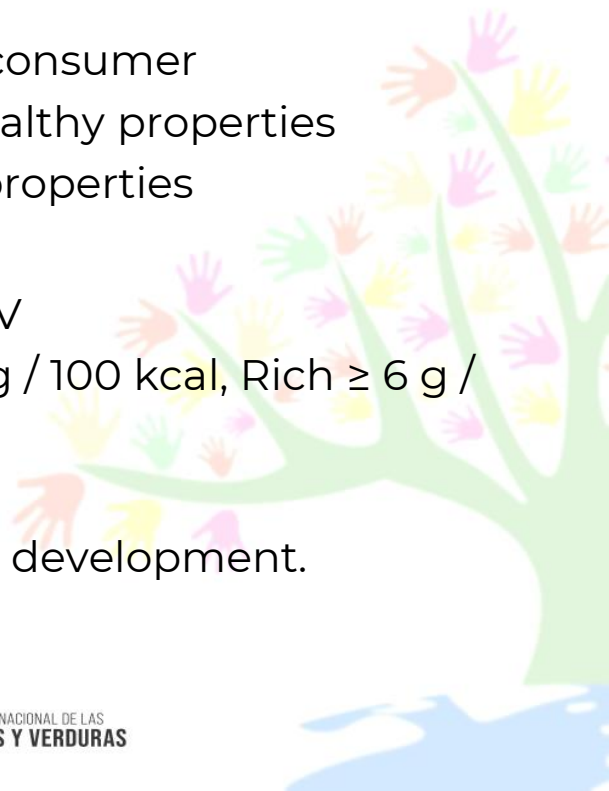 consumer
althy properties
properties
V
g / 100 kcal, Rich ≥ 6 g /
development.
NACIONAL DE LAS
S Y VERDURAS